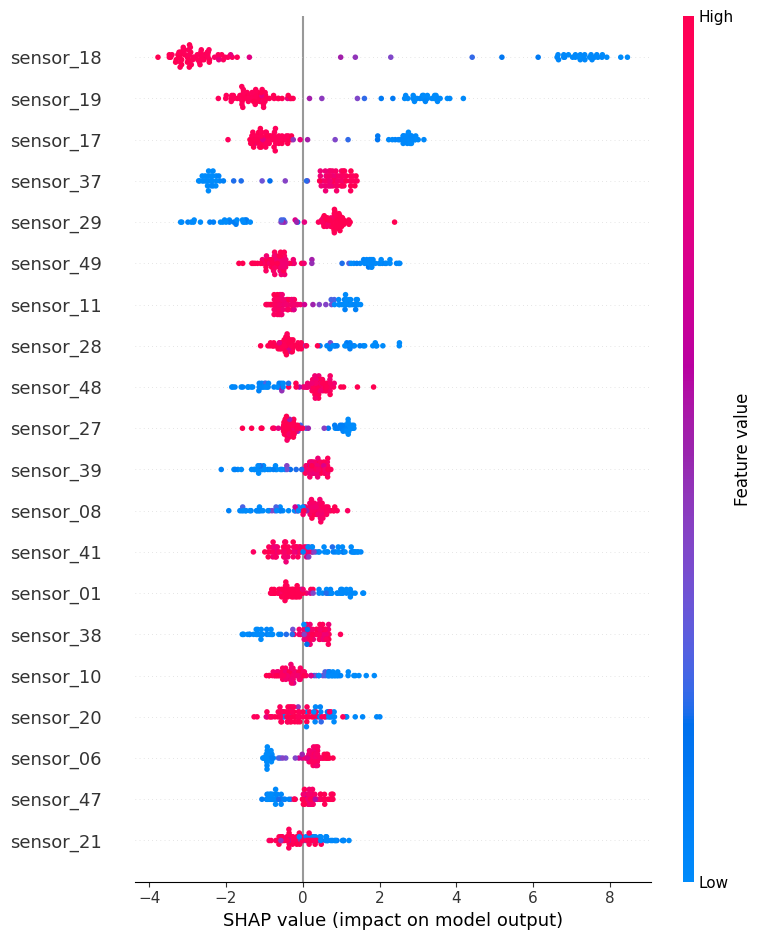 High
sensor_18
sensor_19
sensor_17
sensor_37
sensor_29
sensor_49
sensor_11
sensor_28
sensor_48
sensor_27
sensor_39
sensor_08
sensor_41
sensor_01
sensor_38
sensor_10
sensor_20
sensor_06
sensor_47
sensor_21
Feature value
Low
−4 −2 0 2 4 6 8
SHAP value (impact on model output)